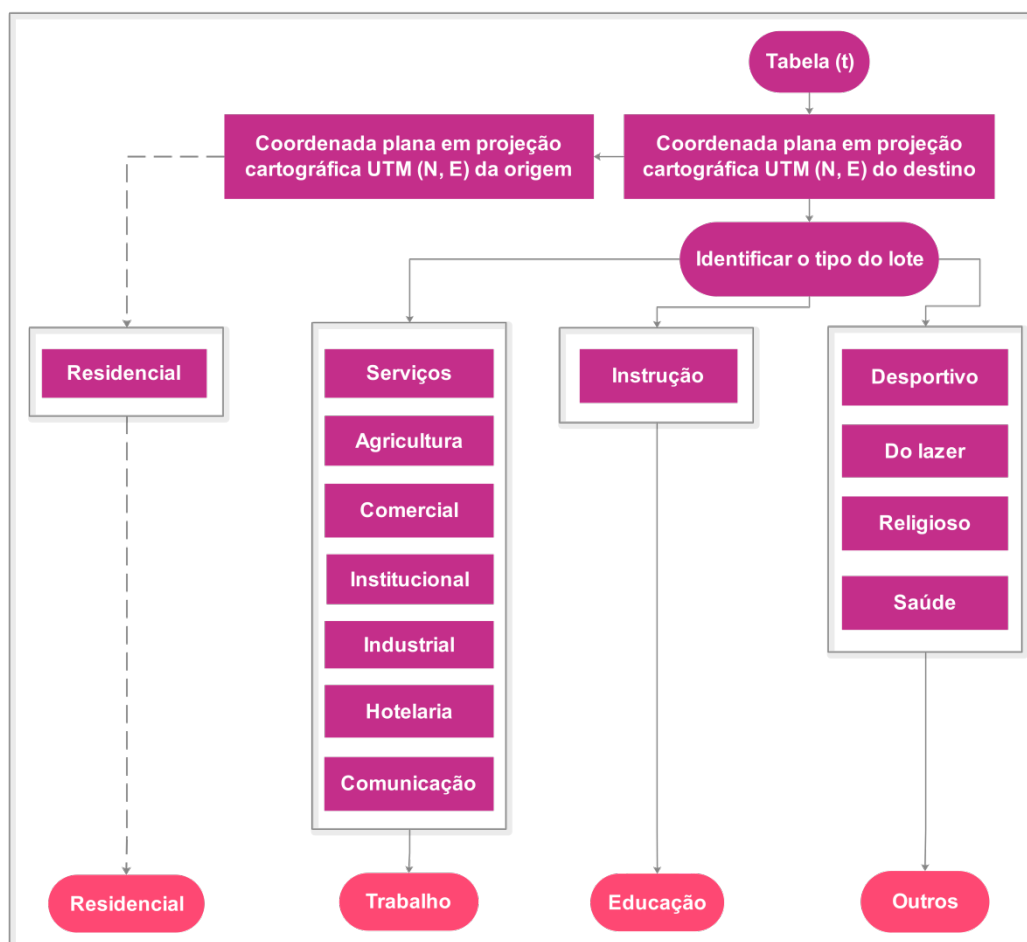 Tabela (t)
Coordenada plana em projeção
cartográfica UTM (N, E) da origem
Coordenada plana em projeção
cartográfica UTM (N, E) do destino
Identificar o tipo do lote
Residencial
Serviços
Agricultura
Comercial
Institucional
Industrial
Hotelaria
Comunicação
Instrução
Desportivo
Do lazer
Religioso
Saúde
Residencial
Trabalho
Educação
Outros